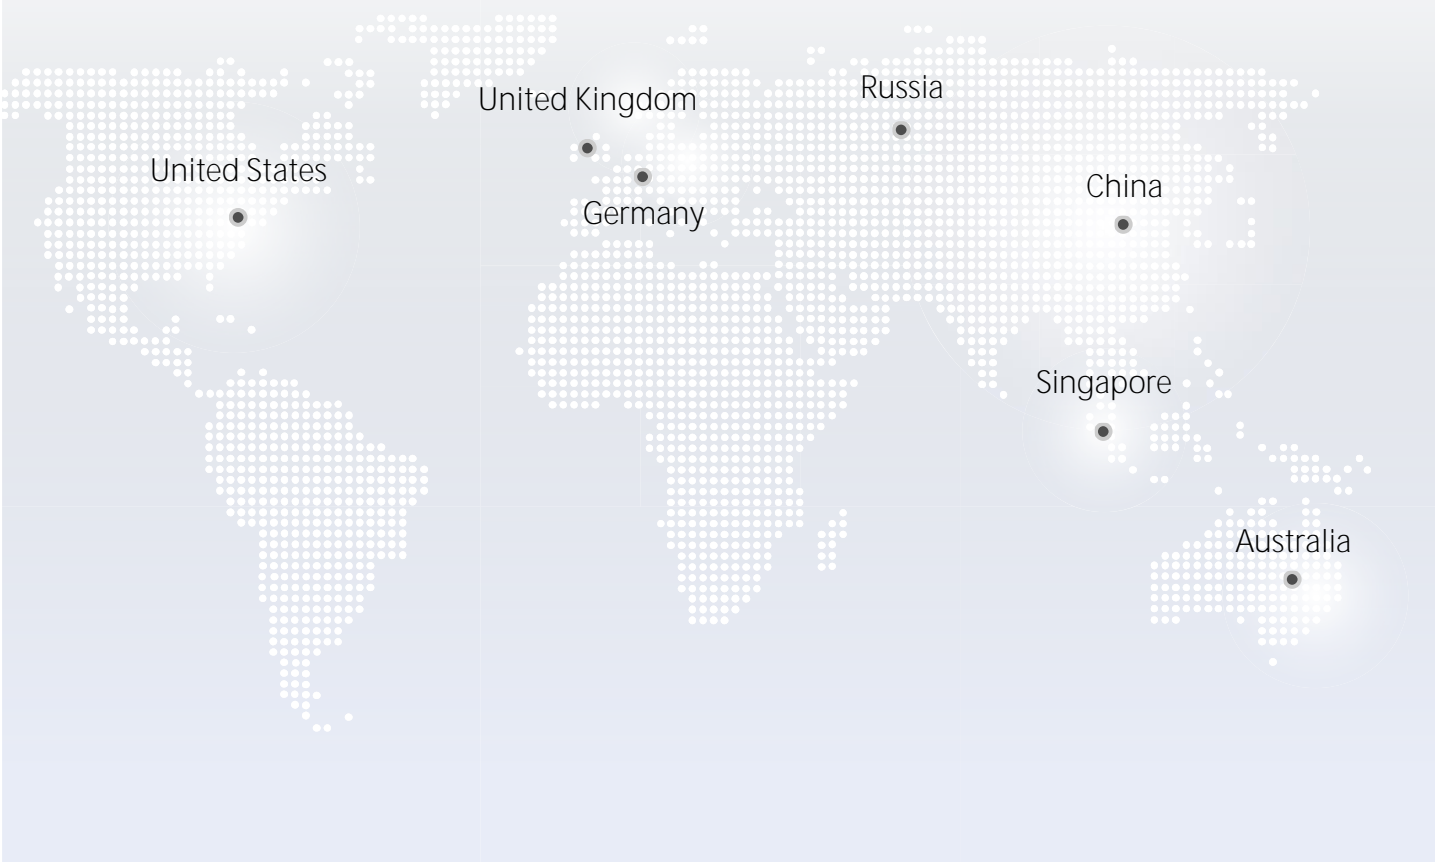 Russia
United Kingdom
United States
China
Germany
Singapore
Australia